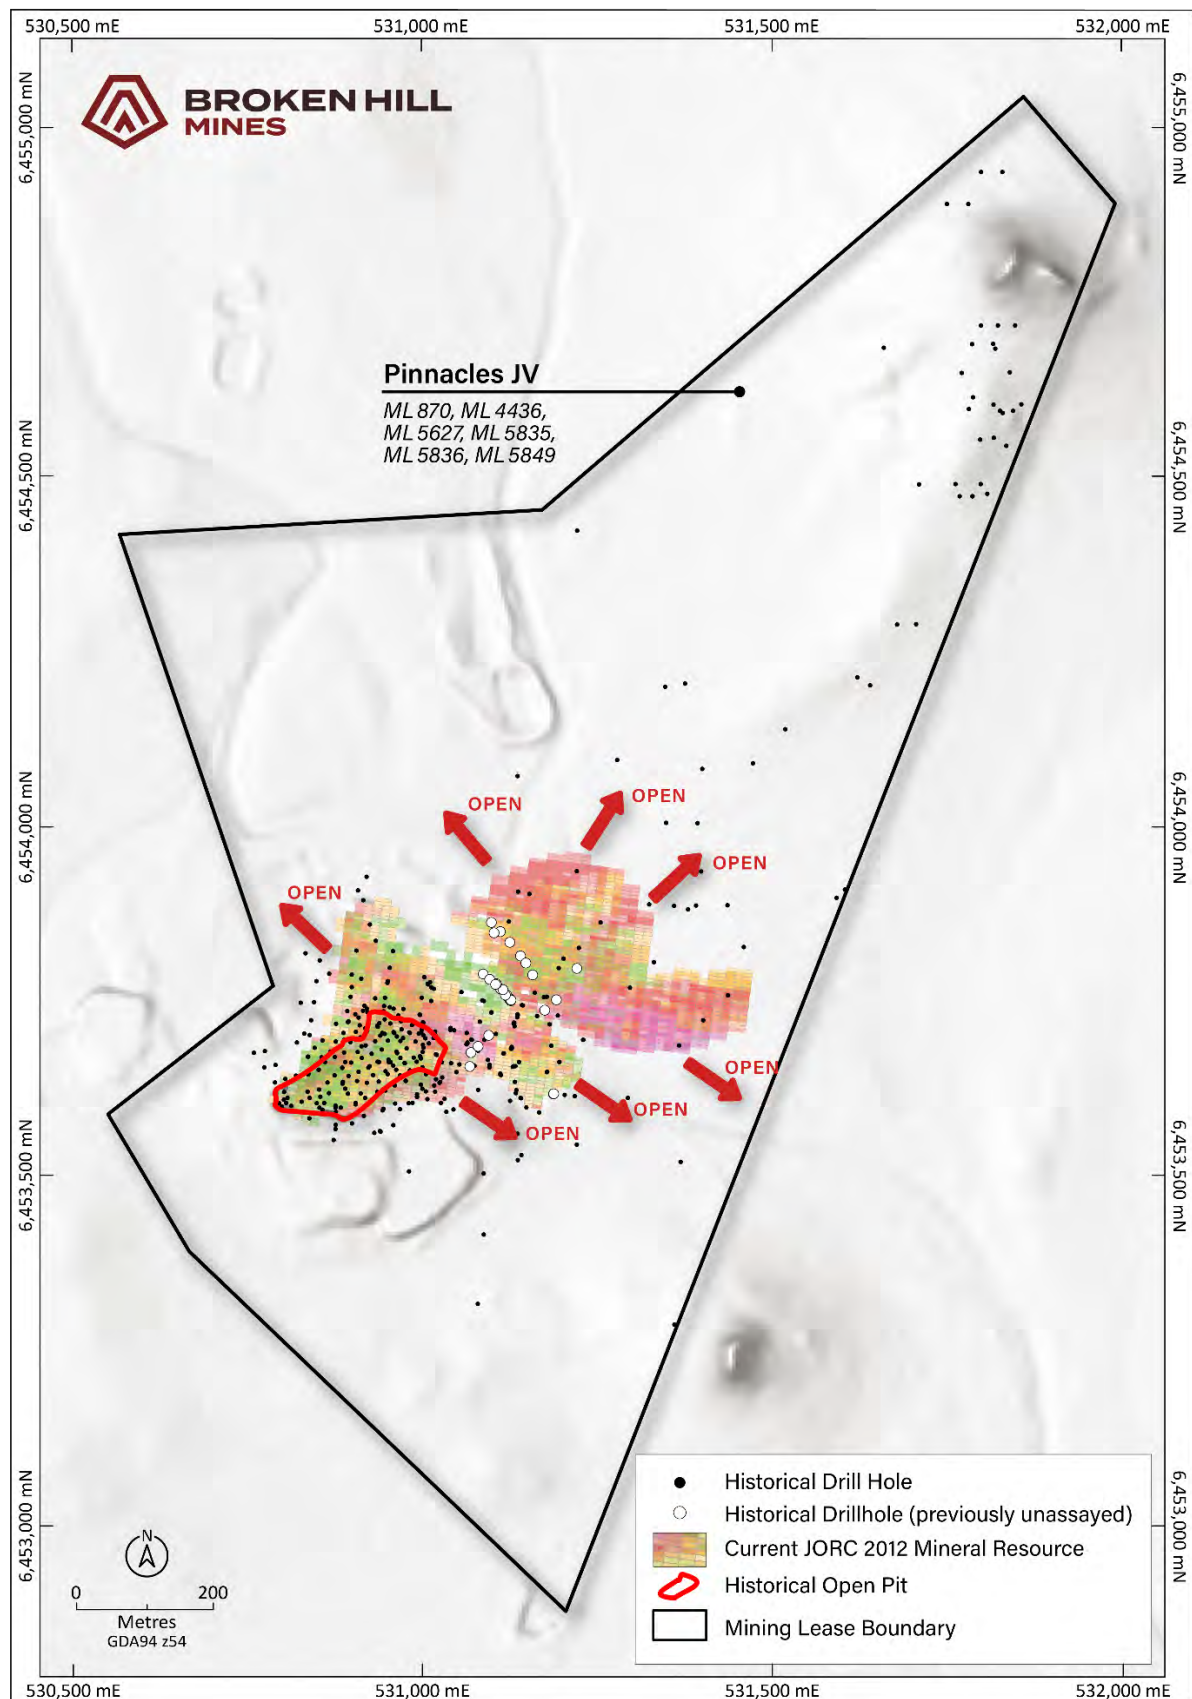 530,500 mE
531,000 mE
531,500 mE
532,000 mE
6,455,000 mN
6,455,000 mN
BROKEN HILL
MINES
Pinnacles JV
ML 870, ML 4436,
ML 5627, ML 5835,
ML 5836, ML 5849
6,454,500 mN
6,454,500 mN
6,454,000 mN
6,454,000 mN
OPEN
OPEN
OPEN
OPEN
OPEN
OPEN
OPEN
6,453,500 mN
6,453,500 mN
6,453,000 mN
6,453,000 mN
Historical Drill Hole
Historical Drillhole (previously unassayed)
Current JORC 2012 Mineral Resource
Historical Open Pit
Mining Lease Boundary
N
0 200
Metres
GDA94 z54
530,500 mE
531,000 mE
531,500 mE
532,000 mE